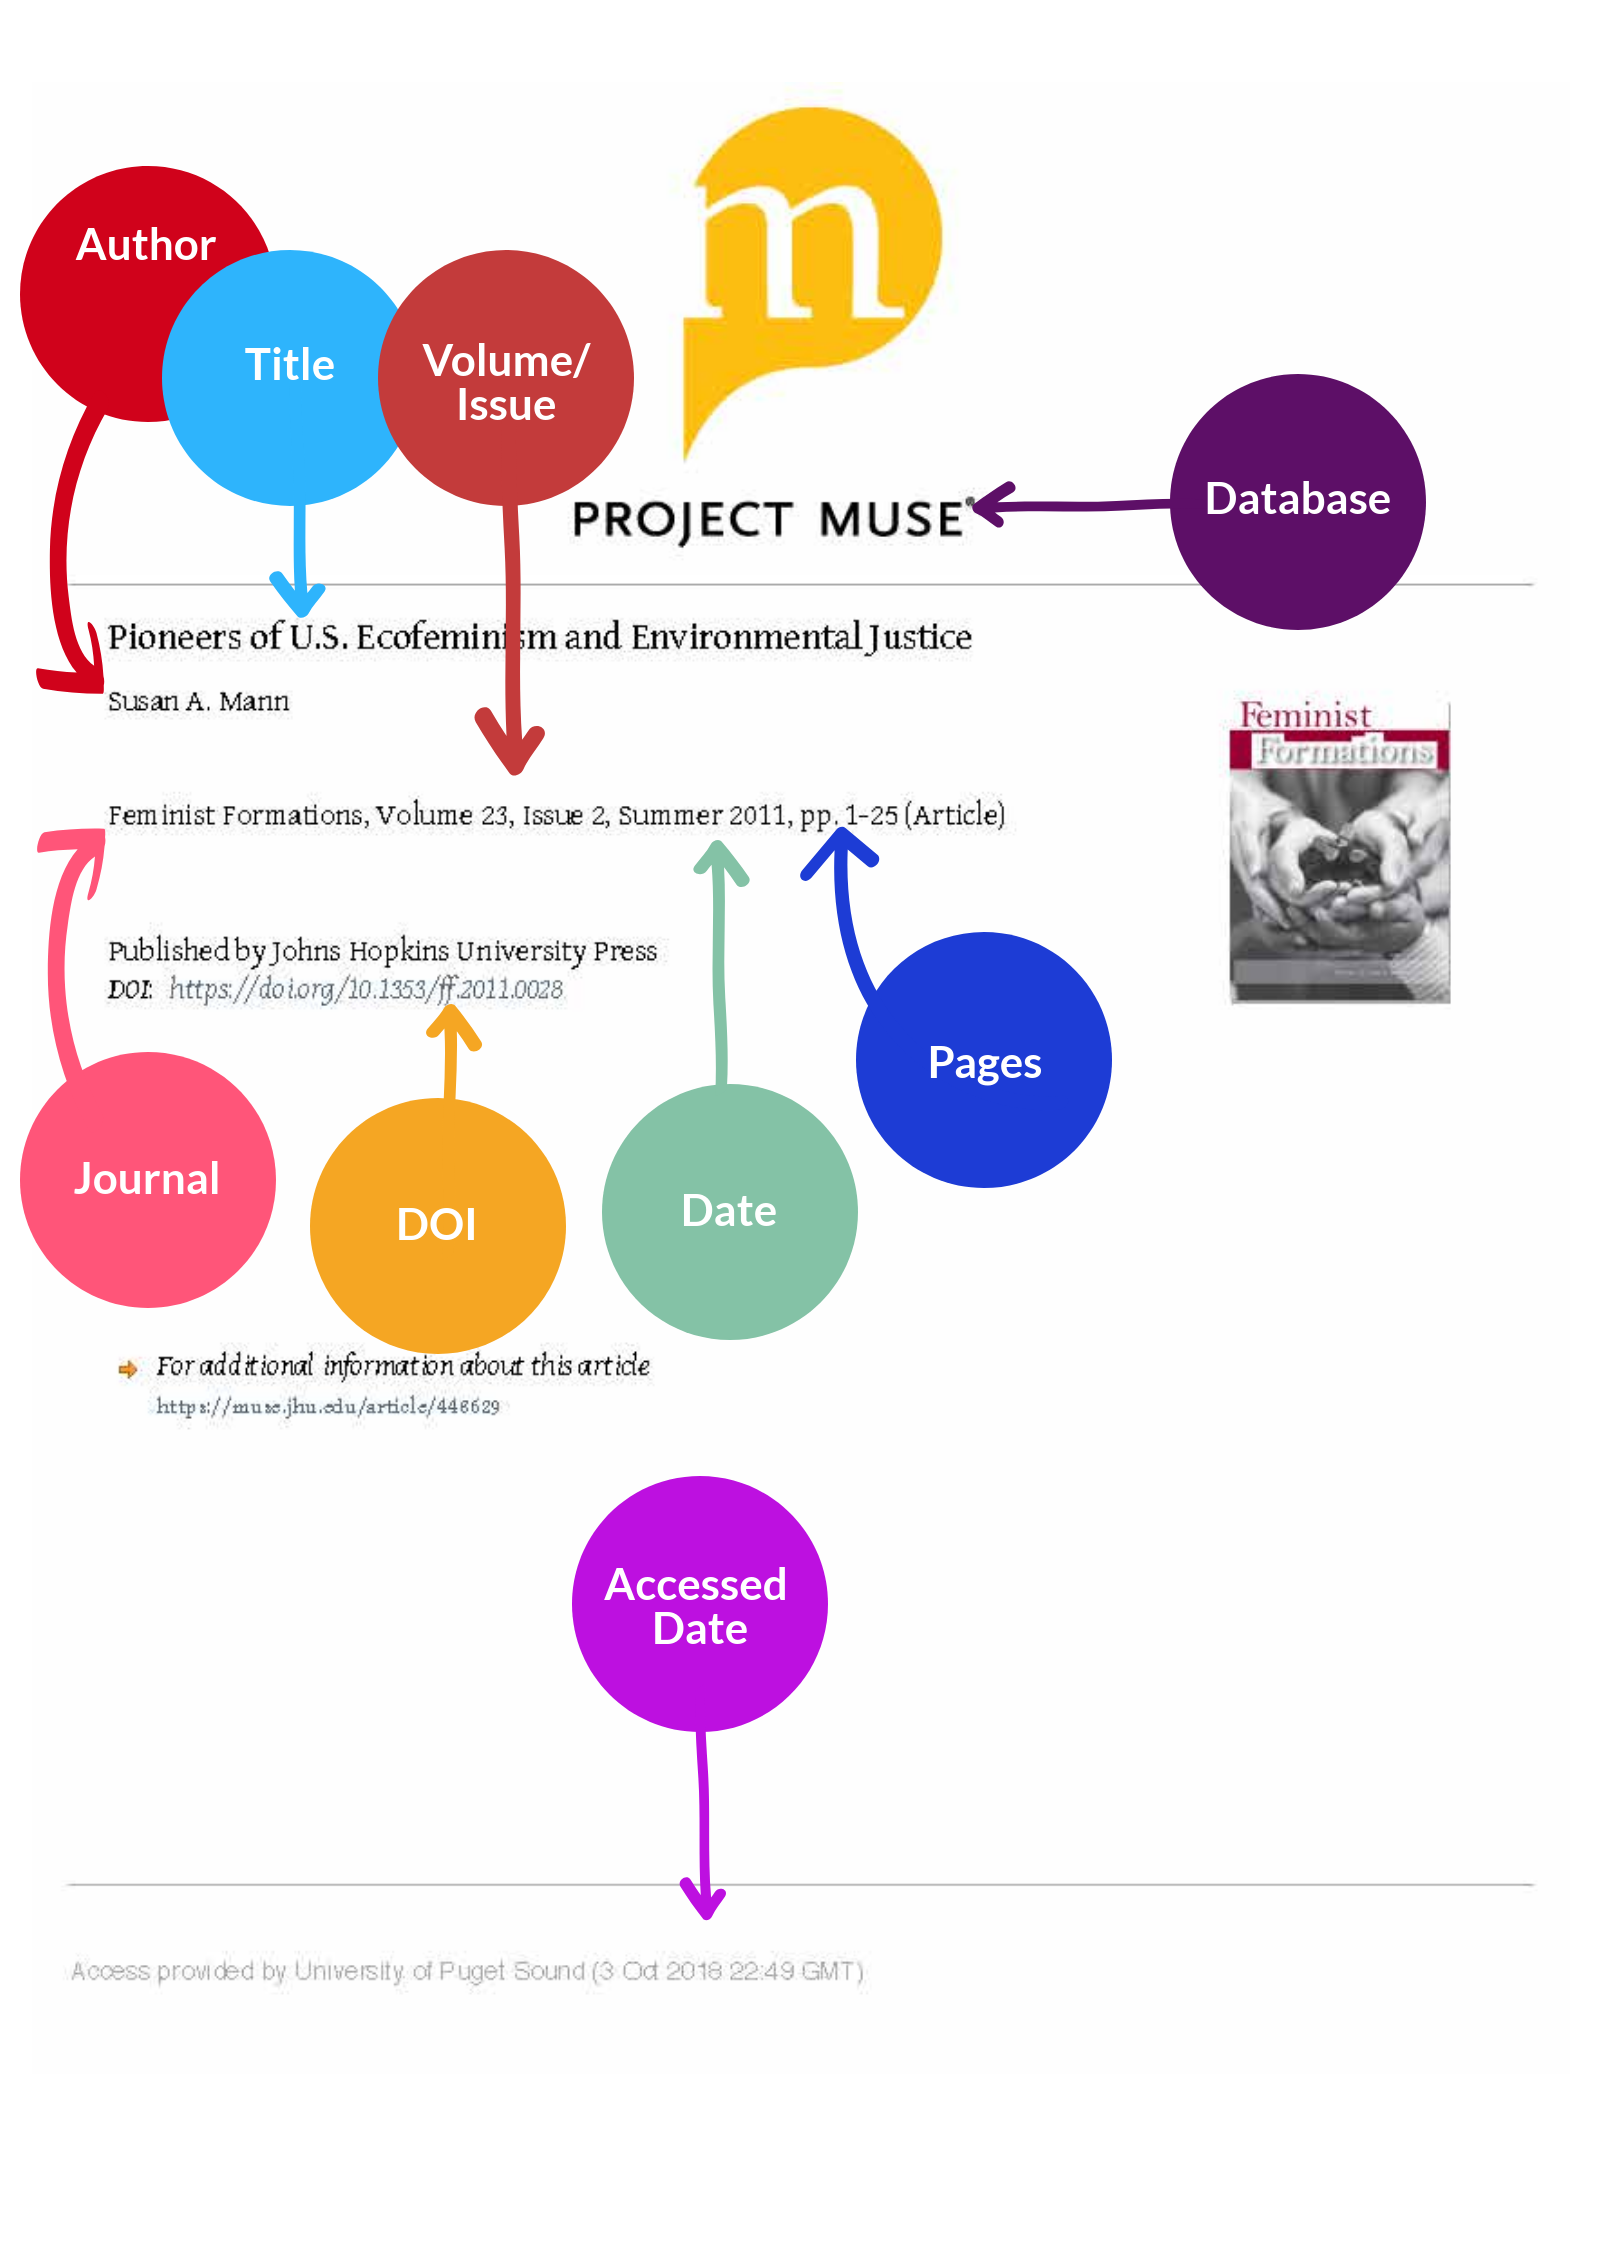 m
PROJECT MUSE®
Author
Title
Volume/
Issue
Database
Pioneers of U.S. Ecofeminism and Environmental Justice
Susan A. Mann
Feminist
Formations
Feminist Formations, Volume 23, Issue 2, Summer 2011, pp. 1-25 (Article)
Published by Johns Hopkins University Press
DOI: https://doi.org/10.1353/ff.2011.0028
Pages
Journal
DOI
Date
For additional information about this article
https://muse.jhu.edu/article/448629
Accessed
Date
Access provided by University of Puget Sound (3 Oct 2018 22:49 GMT)